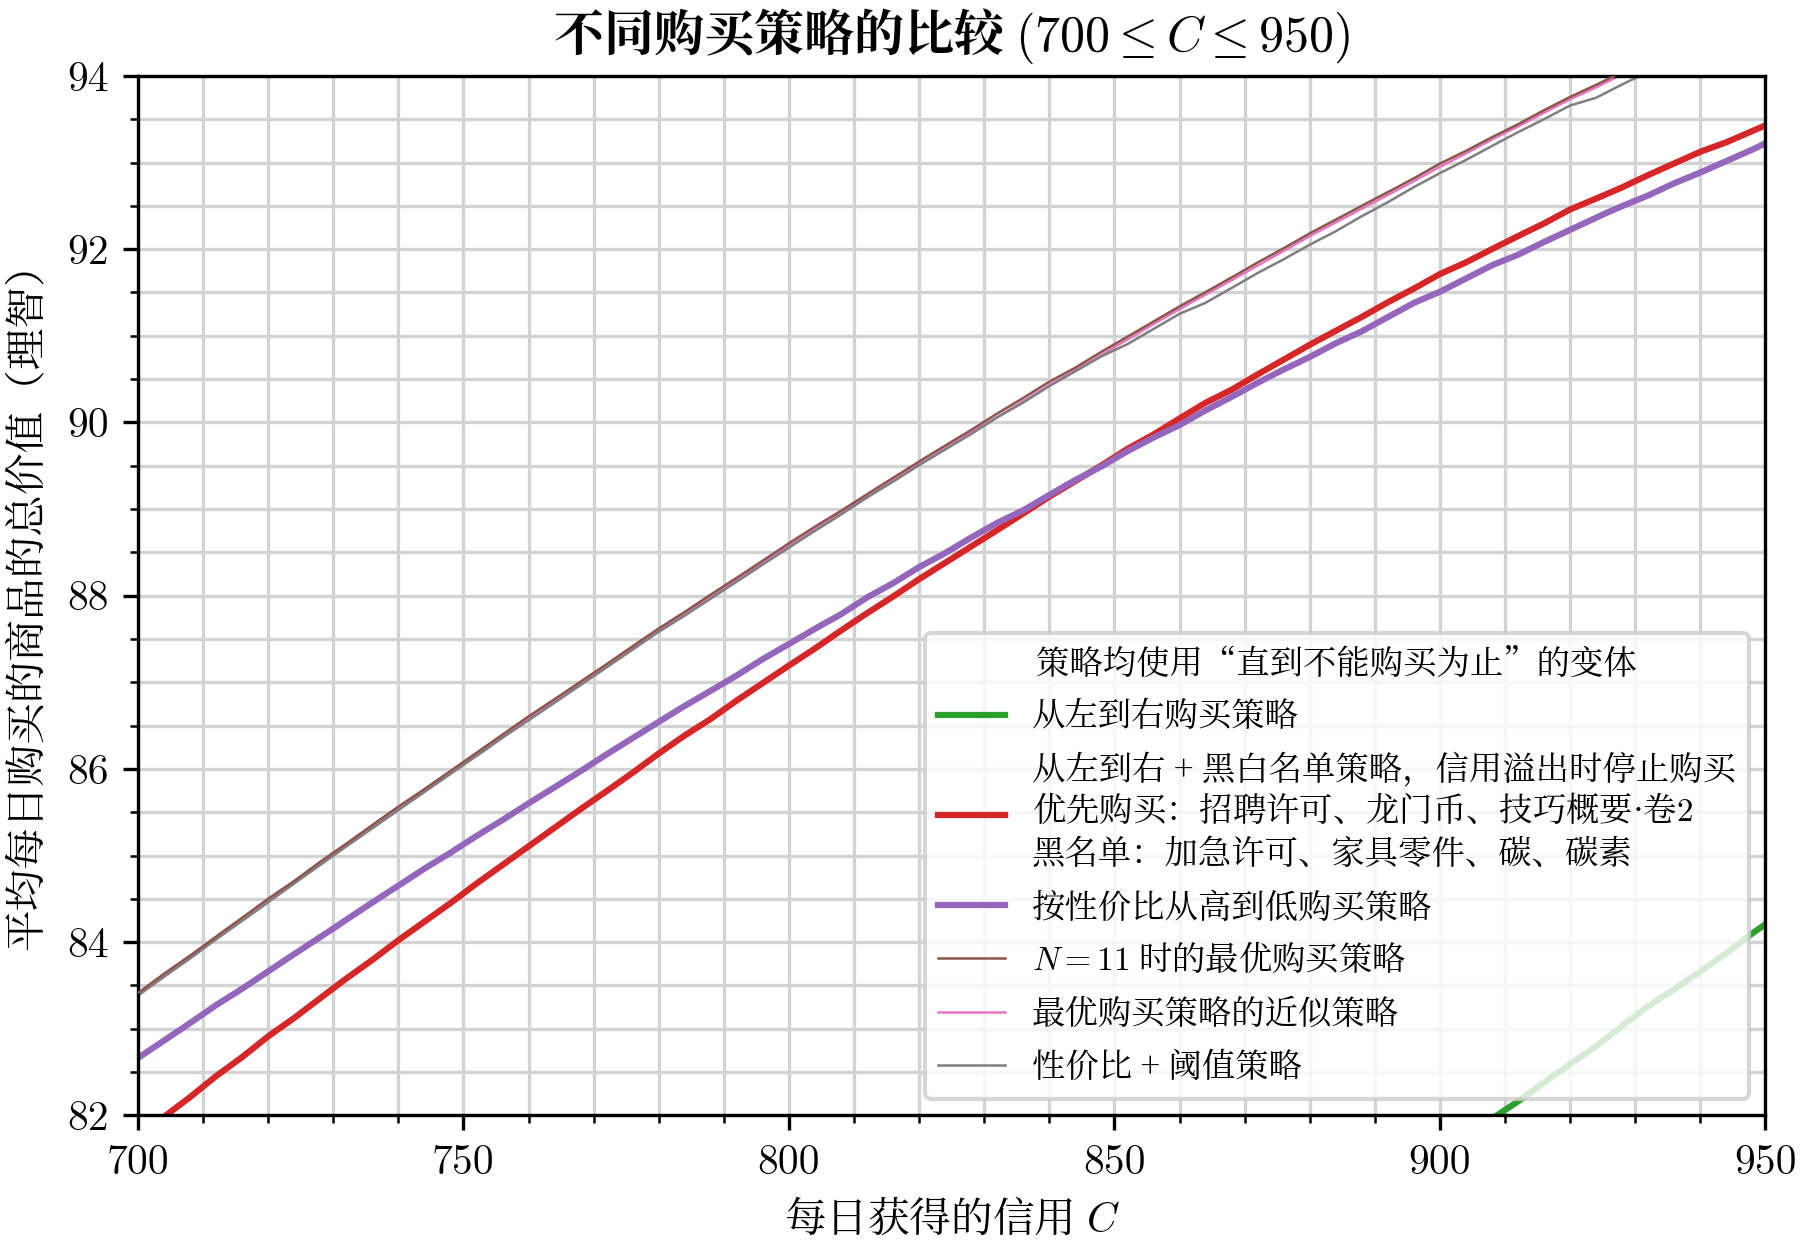 不同购买策略的比较 (700 ≤ C ≤ 950)
94
92
90
88
86
84
82
平均每日购买的商品的总价值（理智）
策略均使用“直到不能购买为止”的变体
从左到右购买策略
从左到右 + 黑白名单策略，信用溢出时停止购买
优先购买：招聘许可、龙门币、技巧概要·卷2
黑名单：加急许可、家具零件、碳、碳素
按性价比从高到低购买策略
N = 11 时的最优购买策略
最优购买策略的近似策略
性价比 + 阈值策略
700 750 800 850 900 950
每日获得的信用 C